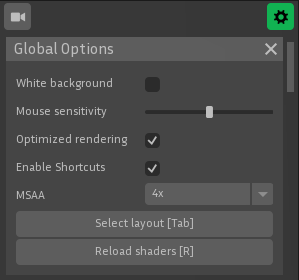 Global Options
White background
Mouse sensitivity
Optimized rendering
Enable Shortcuts
MSAA 4x
Select layout [Tab]
Reload shaders [R]